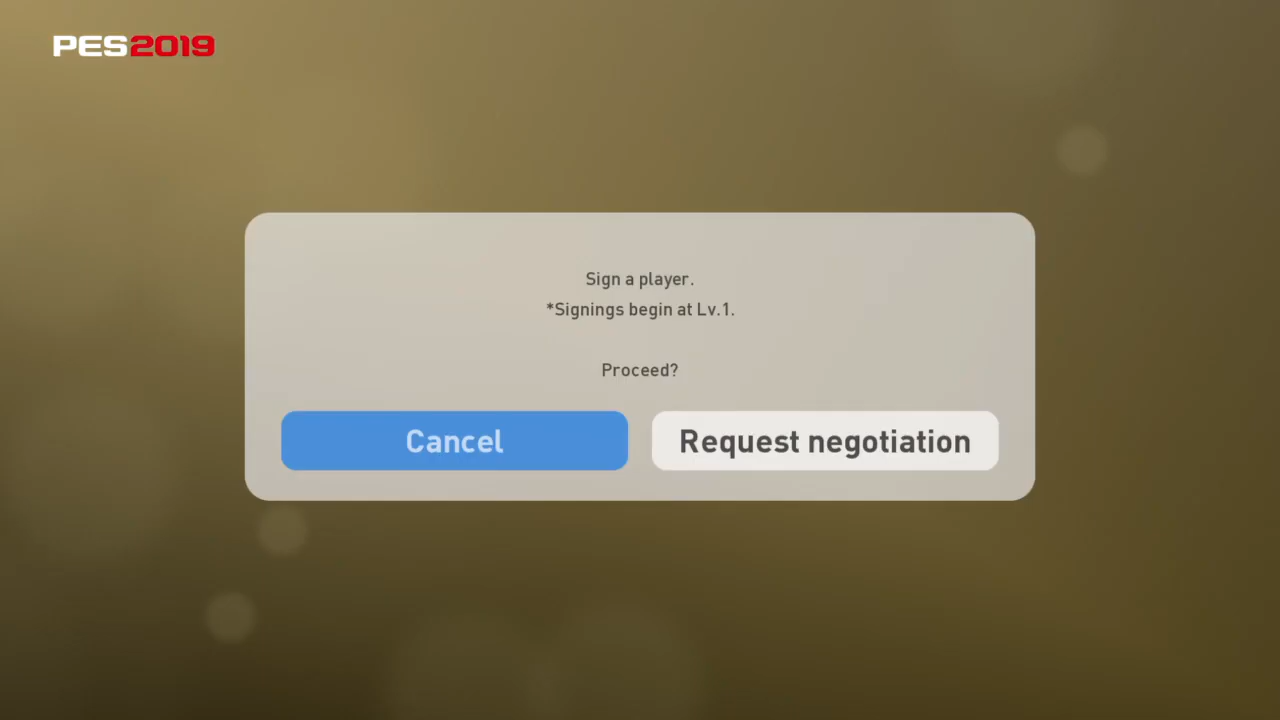 PES2019
Sign a player.
*Signings begin at Lv.1.
Proceed?
Cancel
Request negotiation